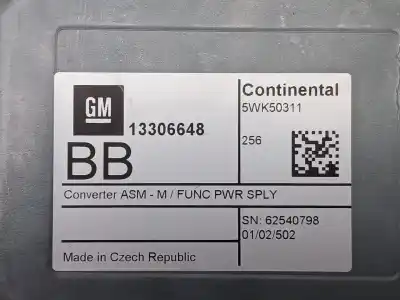 GM
13306648
BB
Continental
5WK50311
256
Converter ASM - M / FUNC PWR SPLY
SN: 62540798
01/02/502
Made in Czech Republic